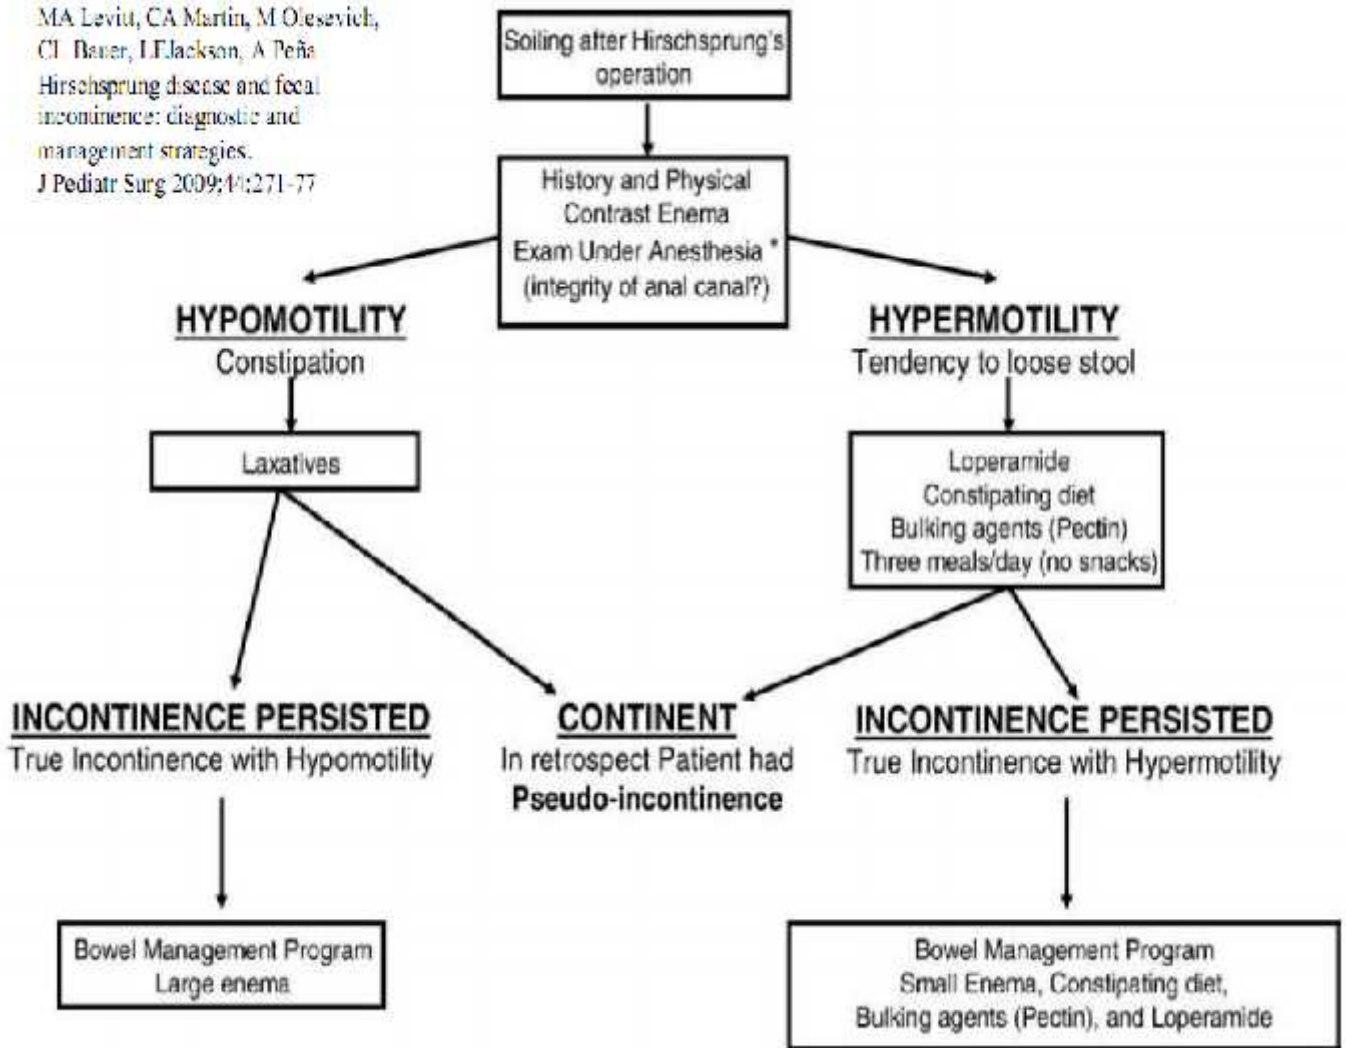 MA Levitt, CA Martin, M Olesevich,
CL Bauer, LE Jackson, A Peña
Hirschsprung disease and fecal
incontinence: diagnostic and
management strategies.
J Pediatr Surg 2009;44:271-77
Soiling after Hirschsprung's
operation
History and Physical
Contrast Enema
Exam Under Anesthesia *
(integrity of anal canal?)
HYPOMOTILITY
Constipation
HYPERMOTILITY
Tendency to loose stool
Laxatives
Loperamide
Constipating diet
Bulking agents (Pectin)
Three meals/day (no snacks)
INCONTINENCE PERSISTED
True Incontinence with Hypomotility
CONTINENT
In retrospect Patient had
Pseudo-incontinence
INCONTINENCE PERSISTED
True Incontinence with Hypermotility
Bowel Management Program
Large enema
Bowel Management Program
Small Enema, Constipating diet,
Bulking agents (Pectin), and Loperamide